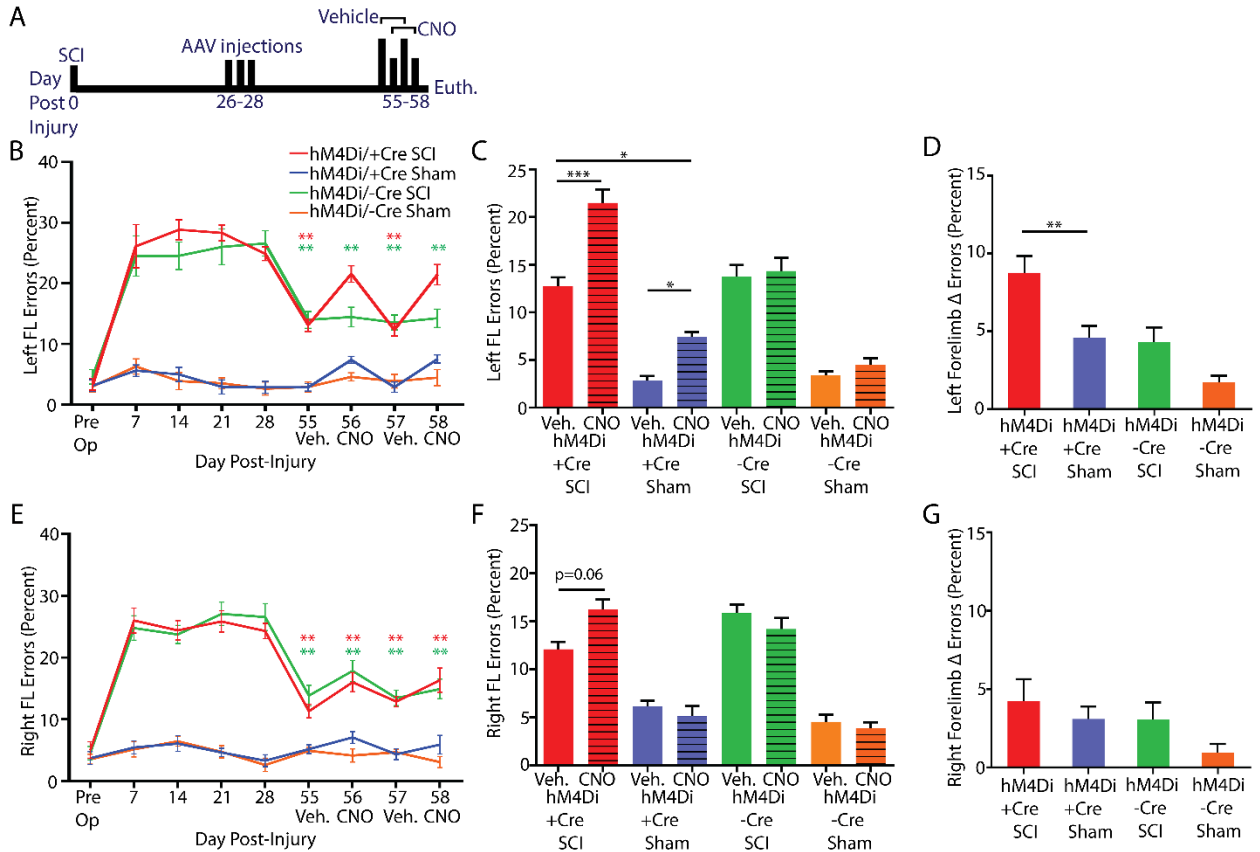 A
Vehicle
CNO
SCI
AAV injections
Day
Post 0
Injury
26-28
55-58
Euth.
B
Left FL Errors (Percent)
40
30
20
10
0
hM4Di/+Cre SCI
hM4Di/+Cre Sham
hM4Di/-Cre SCI
hM4Di/-Cre Sham
** ** **
** ** ** **
Pre 7 14 21 28 55 56 57 58
Op Veh. CNO Veh. CNO
Day Post-Injury
C
Left FL Errors (Percent)
25
20
15
10
5
0
*
***
*
Veh. CNO Veh. CNO Veh. CNO Veh. CNO
hM4Di hM4Di hM4Di hM4Di
+Cre +Cre -Cre -Cre
SCI Sham SCI Sham
D
Left Forelimb Δ Errors (Percent)
15
10
5
0
**
hM4Di hM4Di hM4Di hM4Di
+Cre +Cre -Cre -Cre
SCI Sham SCI Sham
E
Right FL Errors (Percent)
40
30
20
10
0
** ** ** **
** ** ** **
Pre 7 14 21 28 55 56 57 58
Op Veh. CNO Veh. CNO
Day Post-Injury
F
Right FL Errors (Percent)
25
20
15
10
5
0
p=0.06
Veh. CNO Veh. CNO Veh. CNO Veh. CNO
hM4Di hM4Di hM4Di hM4Di
+Cre +Cre -Cre -Cre
SCI Sham SCI Sham
G
Right Forelimb Δ Errors (Percent)
15
10
5
0
hM4Di hM4Di hM4Di hM4Di
+Cre +Cre -Cre -Cre
SCI Sham SCI Sham